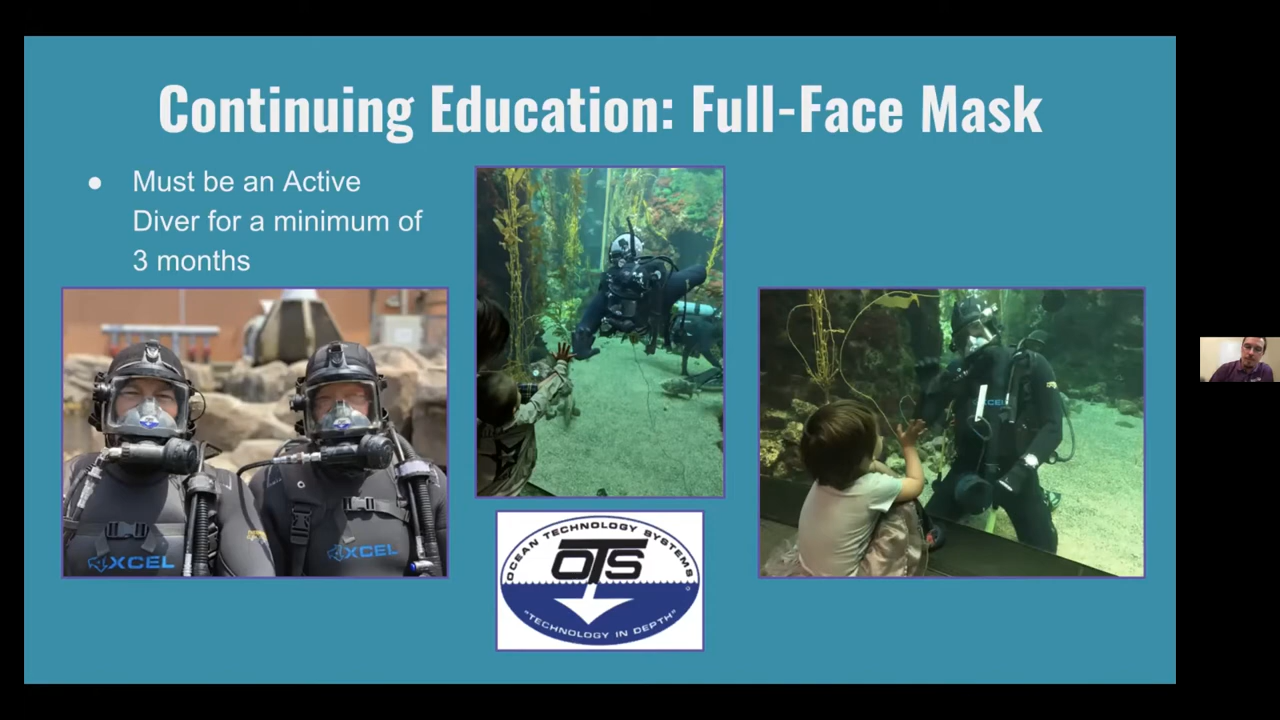 Continuing Education: Full-Face Mask
● Must be an Active
Diver for a minimum of
3 months
XCEL
XCEL
XCEL
OCEAN TECHNOLOGY SYSTEMS
OTS
"TECHNOLOGY IN DEPTH"